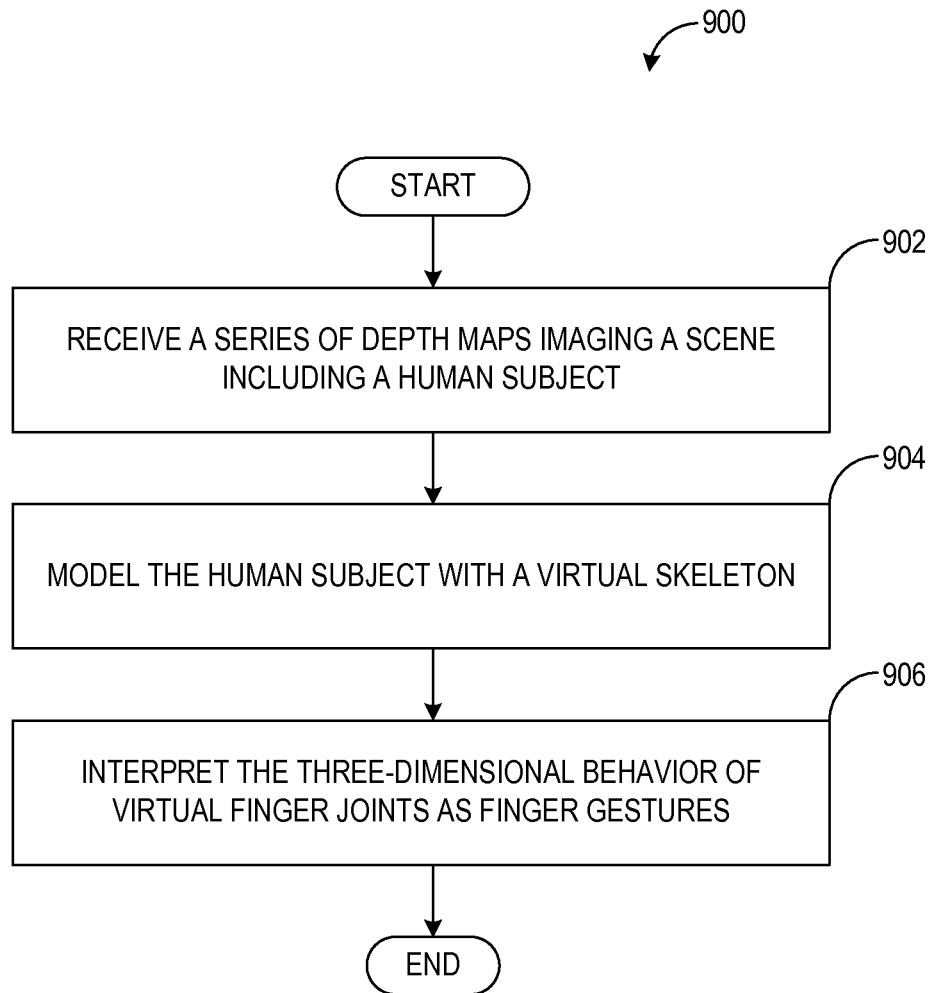 900
START
902
RECEIVE A SERIES OF DEPTH MAPS IMAGING A SCENE
INCLUDING A HUMAN SUBJECT
904
MODEL THE HUMAN SUBJECT WITH A VIRTUAL SKELETON
906
INTERPRET THE THREE-DIMENSIONAL BEHAVIOR OF
VIRTUAL FINGER JOINTS AS FINGER GESTURES
END